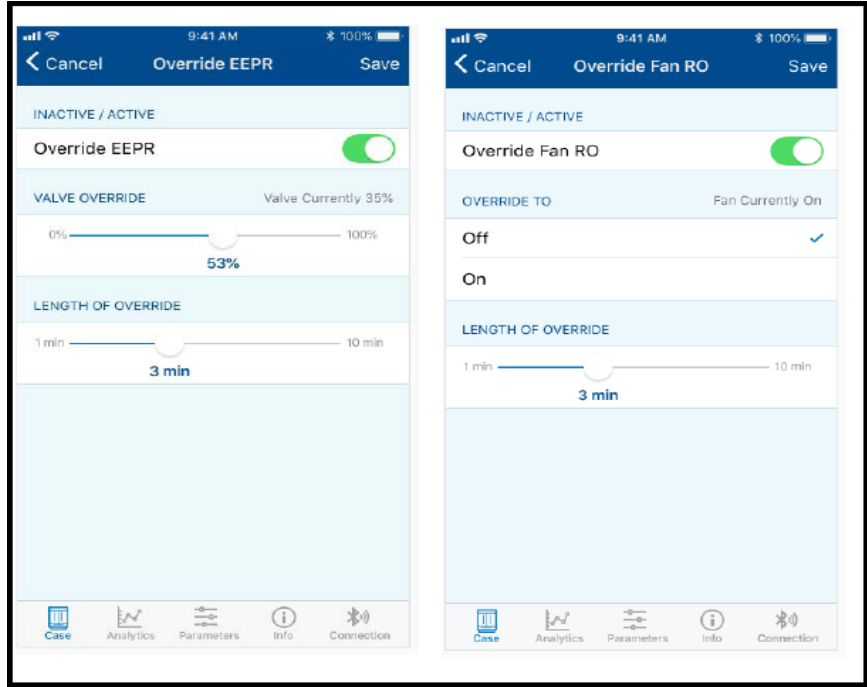 9:41 AM 100%
Cancel Override EEPR Save
INACTIVE / ACTIVE
Override EEPR
VALVE OVERRIDE Valve Currently 35%
0% 100%
53%
LENGTH OF OVERRIDE
1 min 10 min
3 min
Case Analytics Parameters Info Connection
9:41 AM 100%
Cancel Override Fan RO Save
INACTIVE / ACTIVE
Override Fan RO
OVERRIDE TO Fan Currently On
Off
On
LENGTH OF OVERRIDE
1 min 10 min
3 min
Case Analytics Parameters Info Connection